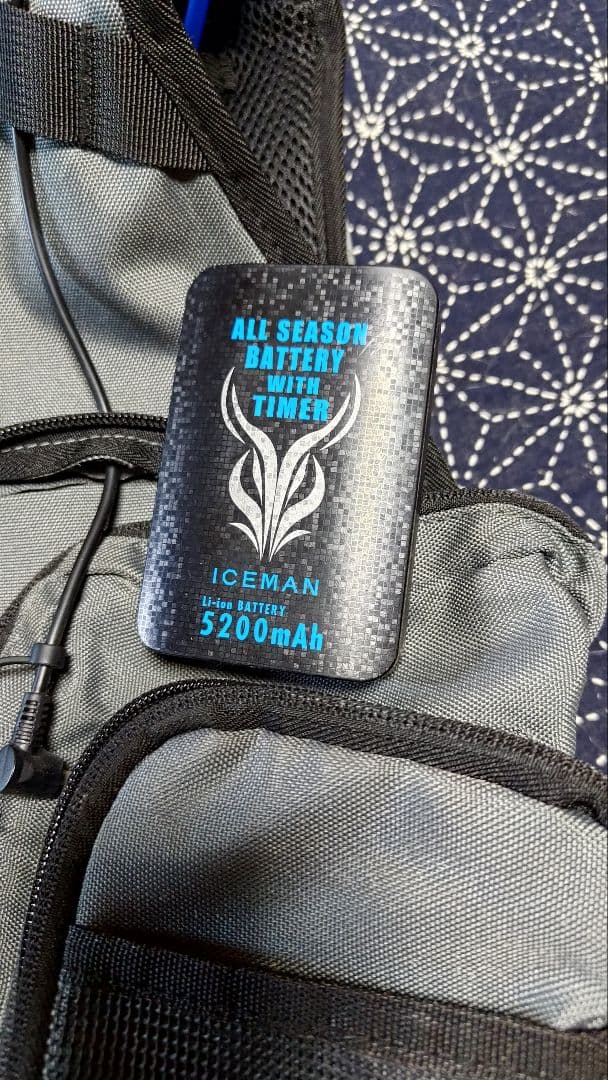 ALL SEASON
BATTERY
WITH
TIMER
ICEMAN
Li-ion BATTERY
5200mAh